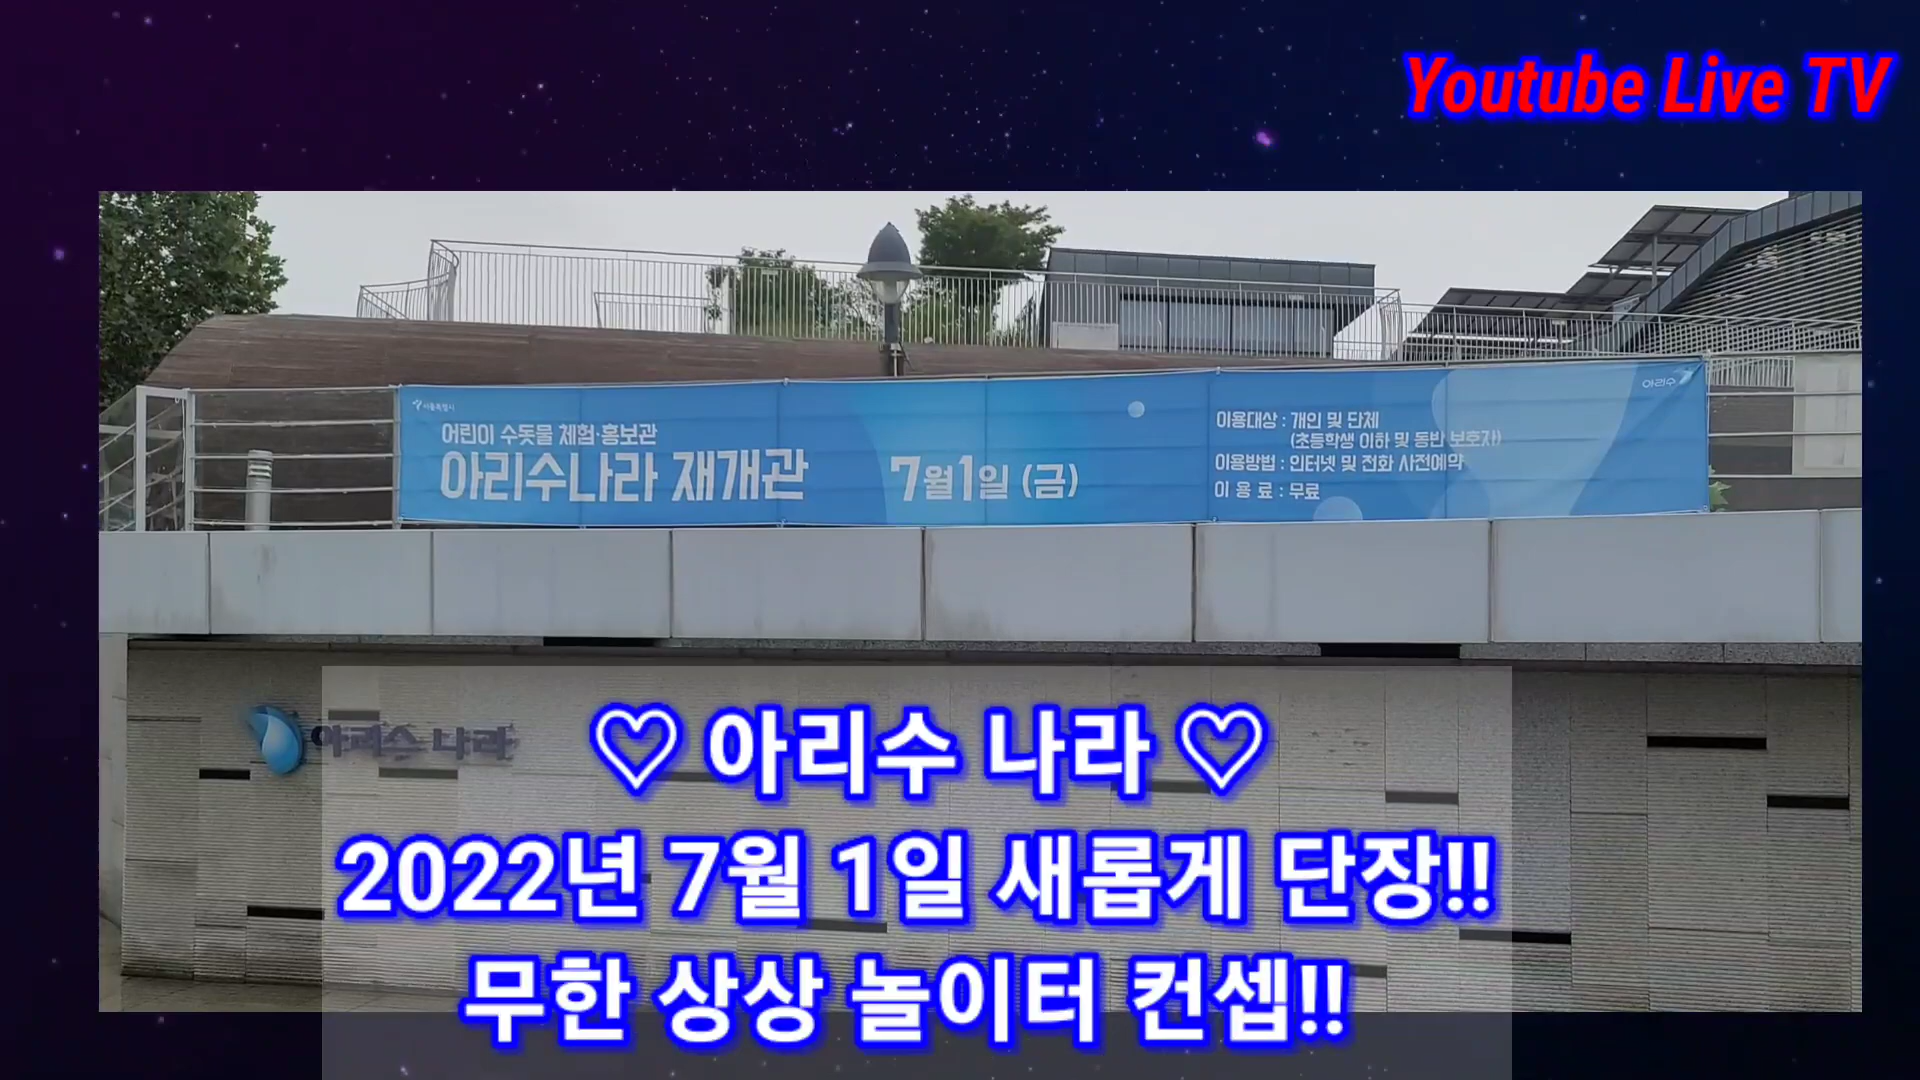 Youtube Live TV
서울특별시
아리수
어린이 수돗물 체험·홍보관
아리수나라 재개관
7월1일 (금)
이용대상 : 개인 및 단체
(초등학생 이하 및 동반 보호자)
이용방법 : 인터넷 및 전화 사전예약
이 용 료 : 무료
아리수 나라
♡ 아리수 나라 ♡
2022년 7월 1일 새롭게 단장!!
무한 상상 놀이터 컨셉!!